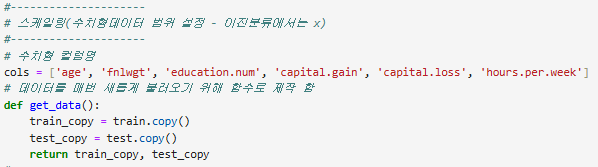 #--------------------
# 스케일링(수치형데이터 범위 설정 - 이진분류에서는 x)
#--------------------
# 수치형 컬럼명
cols = ['age', 'fnlwgt', 'education.num', 'capital.gain', 'capital.loss', 'hours.per.week']
# 데이터를 매번 새롭게 불러오기 위해 함수로 제작 함
def get_data():
    train_copy = train.copy()
    test_copy = test.copy()
    return train_copy, test_copy